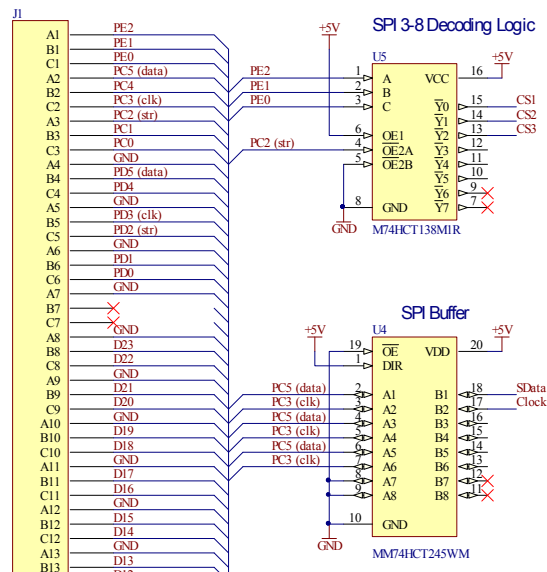 J1
A1 PE2
B1 PE1
C1 PE0
A2 PC5 (data)
B2 PC4
C2 PC3 (clk)
A3 PC2 (str)
B3 PC1
C3 PC0
A4 GND
B4 PD5 (data)
C4 PD4
A5 GND
B5 PD3 (clk)
C5 PD2 (str)
A6 GND
B6 PD1
C6 PD0
A7 GND
B7
C7
A8 GND
B8 D23
C8 D22
A9 GND
B9 D21
C9 D20
A10 GND
B10 D19
C10 D18
A11 GND
B11 D17
C11 D16
A12 GND
B12 D15
C12 D14
A13 GND
B13 D13
SPI 3-8 Decoding Logic
+5V
U5
+5V
PE2 1 A VCC 16
PE1 2 B
PE0 3 C Y0 15 CS1
Y1 14 CS2
6 OE1 Y2 13 CS3
PC2 (str) 4 OE2A Y3 12
5 OE2B Y4 11
Y5 10
Y6 9
8 GND Y7 7
GND
M74HCT138M1R
SPI Buffer
+5V
U4
+5V
19 OE VDD 20
1 DIR
PC5 (data) 2 A1 B1 18 SData
PC3 (clk) 3 A2 B2 17 Clock
PC5 (data) 4 A3 B3 16
PC3 (clk) 5 A4 B4 15
PC5 (data) 6 A5 B5 14
PC3 (clk) 7 A6 B6 13
8 A7 B7 12
9 A8 B8 11
10 GND
GND
MM74HCT245WM